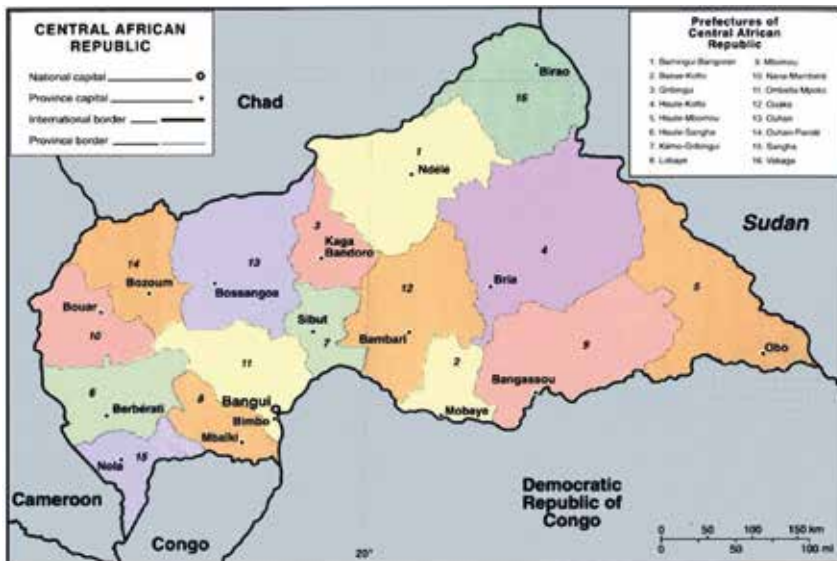 CENTRAL AFRICAN
REPUBLIC
National capital
Province capital
International border
Province border
Prefectures of
Central African
Republic
1 Bamingui-Bangoran
2 Basse-Kotto
3 Gribingui
4 Haute-Kotto
5 Haute-Mbomou
6 Haute-Sangha
7 Kémo-Gribingui
8 Lobaye
9 Mbomou
10 Nana-Mambéré
11 Ombella-Mpoko
12 Ouaka
13 Ouham
14 Ouham-Pendé
15 Sangha
16 Vakaga
Chad
Birao
16
1
Ndélé
Sudan
3
Kaga
Bandoro
4
14
13
Bozoum
Bossangoa
12
Bria
5
Bouar
Sibut
Bambari
10
7
9
Obo
11
2
6
8
Bangui
Bangassou
Berbérati
Bimbo
Mobaye
Mbaïki
Nola
15
Cameroon
Democratic
Republic of
Congo
Congo
20°
0 50 100 150 km
0 50 100 mi